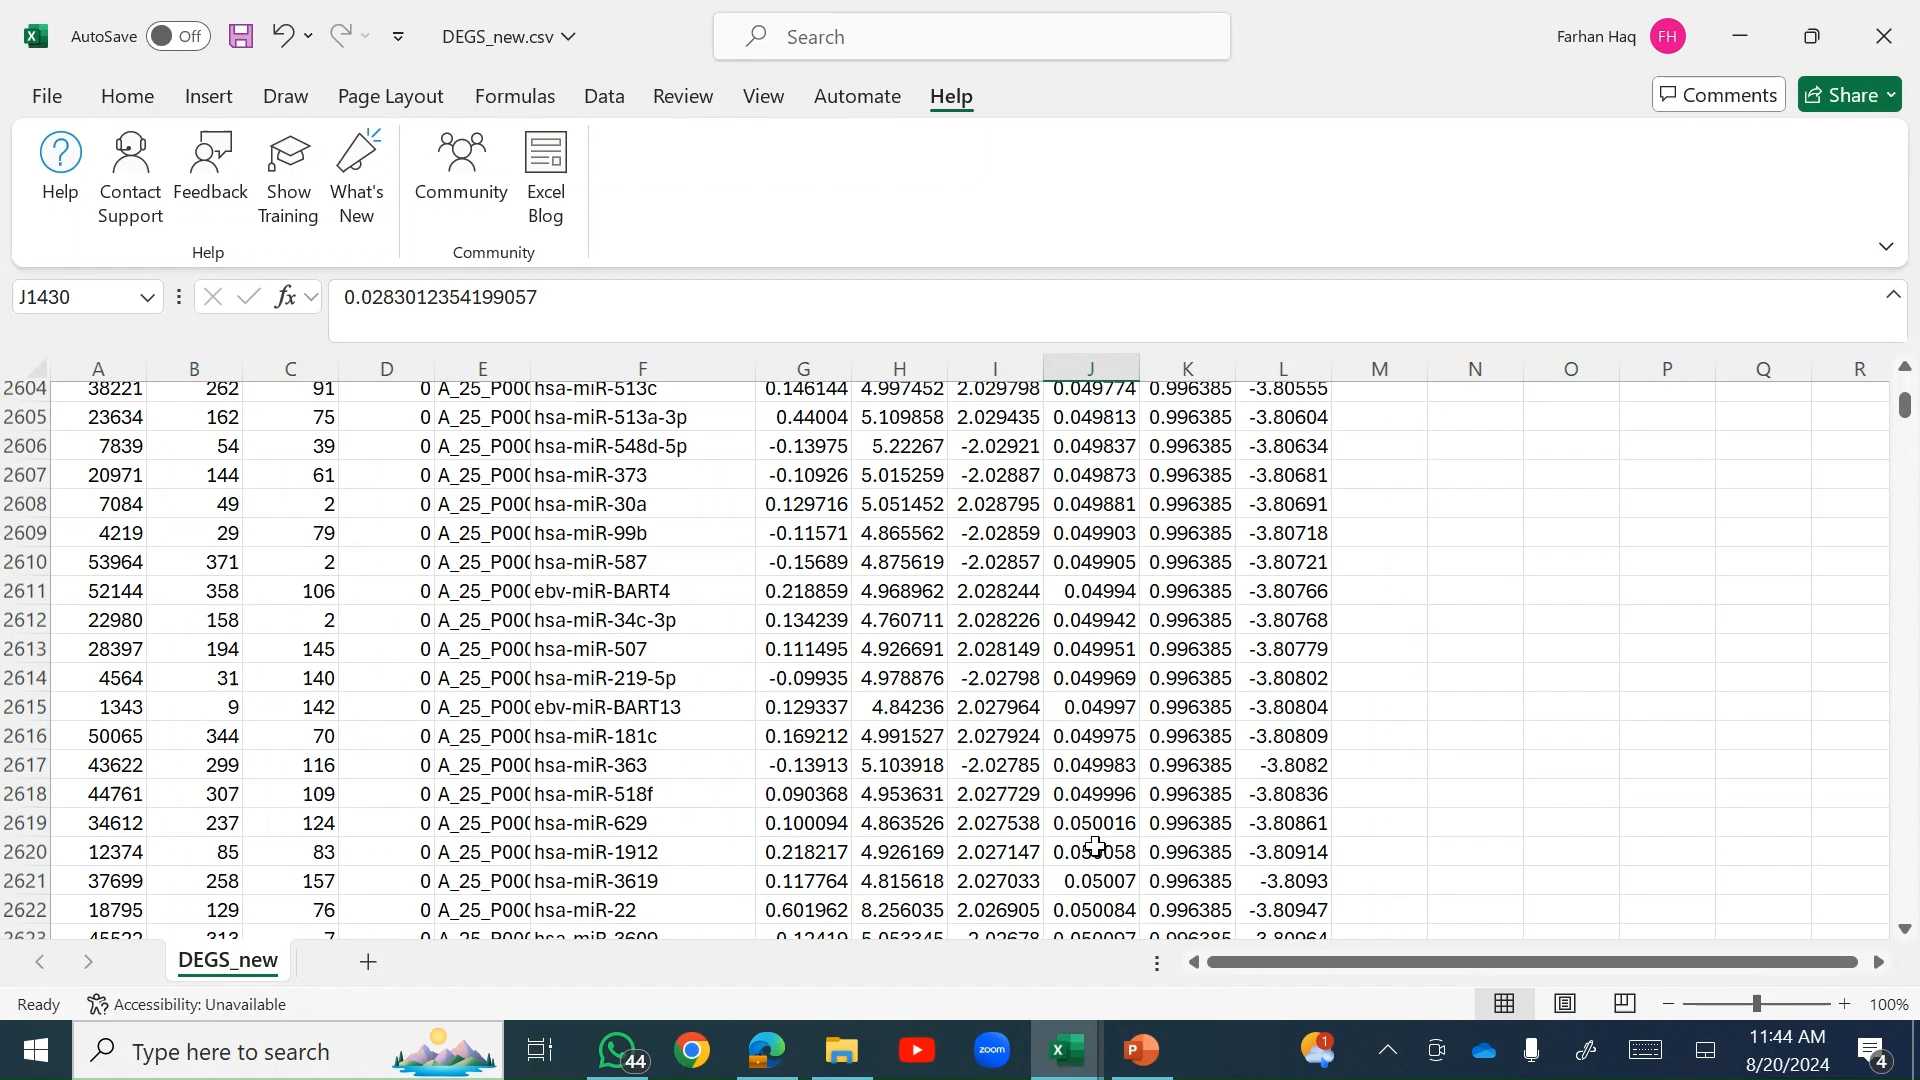 AutoSave Off DEGS_new.csv Search Farhan Haq FH
File Home Insert Draw Page Layout Formulas Data Review View Automate Help Comments Share
Help Contact Support Feedback Show Training What's New Community Excel Blog
Help Community
J1430 fx 0.0283012354199057
A B C D E F G H I J K L M N O P Q R
2604 38221 262 91 0 A_25_P000 hsa-miR-513c 0.146144 4.997452 2.029798 0.049774 0.996385 -3.80555
2605 23634 162 75 0 A_25_P000 hsa-miR-513a-3p 0.44004 5.109858 2.029435 0.049813 0.996385 -3.80604
2606 7839 54 39 0 A_25_P000 hsa-miR-548d-5p -0.13975 5.22267 -2.02921 0.049837 0.996385 -3.80634
2607 20971 144 61 0 A_25_P000 hsa-miR-373 -0.10926 5.015259 -2.02887 0.049873 0.996385 -3.80681
2608 7084 49 2 0 A_25_P000 hsa-miR-30a 0.129716 5.051452 2.028795 0.049881 0.996385 -3.80691
2609 4219 29 79 0 A_25_P000 hsa-miR-99b -0.11571 4.865562 -2.02859 0.049903 0.996385 -3.80718
2610 53964 371 2 0 A_25_P000 hsa-miR-587 -0.15689 4.875619 -2.02857 0.049905 0.996385 -3.80721
2611 52144 358 106 0 A_25_P000 ebv-miR-BART4 0.218859 4.968962 2.028244 0.04994 0.996385 -3.80766
2612 22980 158 2 0 A_25_P000 hsa-miR-34c-3p 0.134239 4.760711 2.028226 0.049942 0.996385 -3.80768
2613 28397 194 145 0 A_25_P000 hsa-miR-507 0.111495 4.926691 2.028149 0.049951 0.996385 -3.80779
2614 4564 31 140 0 A_25_P000 hsa-miR-219-5p -0.09935 4.978876 -2.02798 0.049969 0.996385 -3.80802
2615 1343 9 142 0 A_25_P000 ebv-miR-BART13 0.129337 4.84236 2.027964 0.04997 0.996385 -3.80804
2616 50065 344 70 0 A_25_P000 hsa-miR-181c 0.169212 4.991527 2.027924 0.049975 0.996385 -3.80809
2617 43622 299 116 0 A_25_P000 hsa-miR-363 -0.13913 5.103918 -2.02785 0.049983 0.996385 -3.8082
2618 44761 307 109 0 A_25_P000 hsa-miR-518f 0.090368 4.953631 2.027729 0.049996 0.996385 -3.80836
2619 34612 237 124 0 A_25_P000 hsa-miR-629 0.100094 4.863526 2.027538 0.050016 0.996385 -3.80861
2620 12374 85 83 0 A_25_P000 hsa-miR-1912 0.218217 4.926169 2.027147 0.050058 0.996385 -3.80914
2621 37699 258 157 0 A_25_P000 hsa-miR-3619 0.117764 4.815618 2.027033 0.05007 0.996385 -3.8093
2622 18795 129 76 0 A_25_P000 hsa-miR-22 0.601962 8.256035 2.026905 0.050084 0.996385 -3.80947
DEGS_new
Ready Accessibility: Unavailable 100%
Type here to search 44 zoom 1 11:44 AM
8/20/2024 4